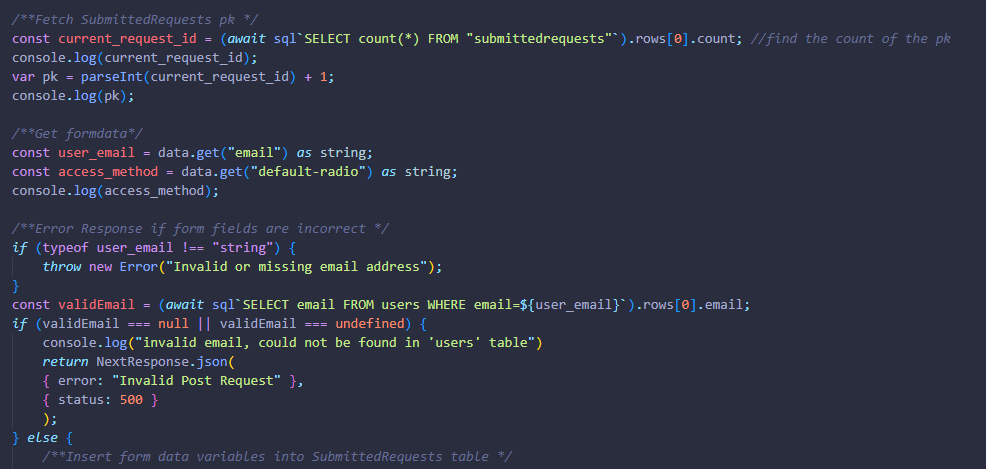 /**Fetch SubmittedRequests pk */
const current_request_id = (await sql`SELECT count(*) FROM "submittedrequests"`).rows[0].count; //find the count of the pk
console.log(current_request_id);
var pk = parseInt(current_request_id) + 1;
console.log(pk);

/**Get formdata*/
const user_email = data.get("email") as string;
const access_method = data.get("default-radio") as string;
console.log(access_method);

/**Error Response if form fields are incorrect */
if (typeof user_email !== "string") {
    throw new Error("Invalid or missing email address");
}
const validEmail = (await sql`SELECT email FROM users WHERE email=${user_email}`).rows[0].email;
if (validEmail === null || validEmail === undefined) {
    console.log("invalid email, could not be found in 'users' table")
    return NextResponse.json(
    { error: "Invalid Post Request" },
    { status: 500 }
    );
} else {
    /**Insert form data variables into SubmittedRequests table */